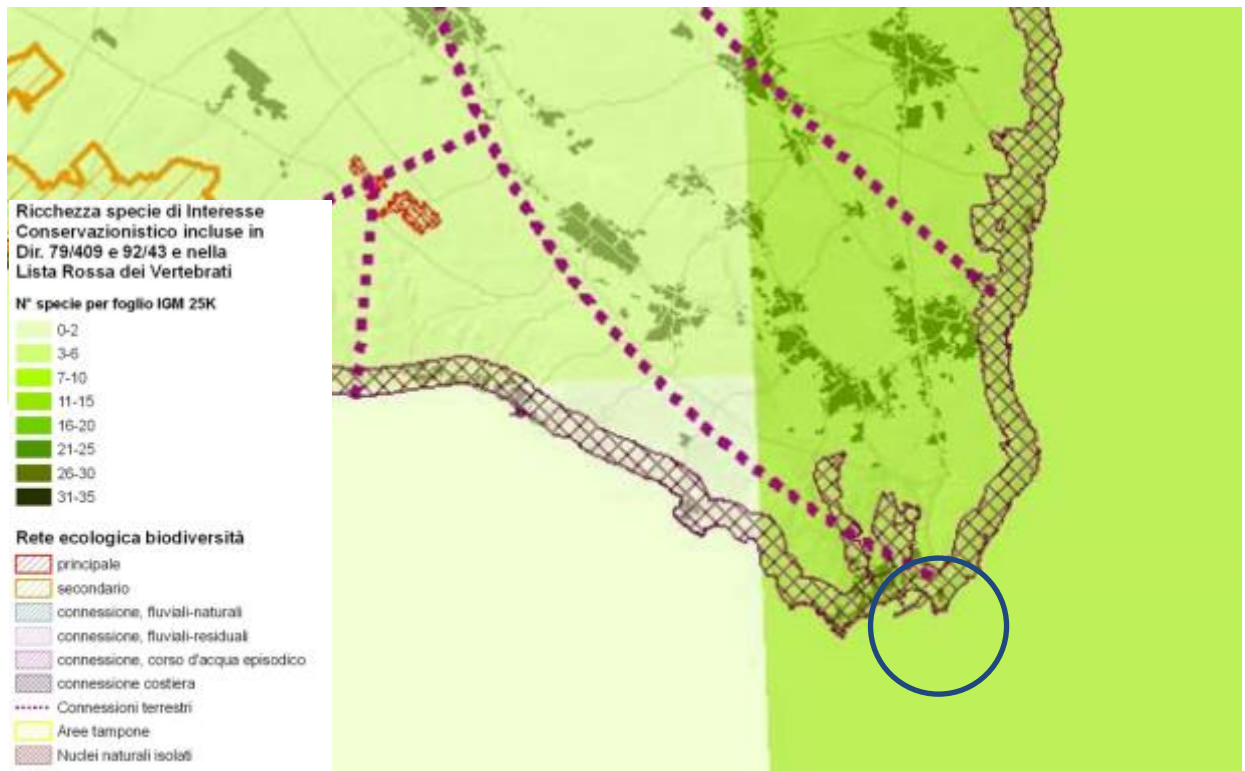 Ricchezza specie di Interesse
Conservazionistico incluse in
Dir. 79/409 e 92/43 e nella
Lista Rossa dei Vertebrati
N° specie per foglio IGM 25K
0-2
3-6
7-10
11-15
16-20
21-25
26-30
31-35
Rete ecologica biodiversità
principale
secondario
connessione, fluviali-naturali
connessione, fluviali-residuali
connessione, corso d'acqua episodico
connessione costiera
Connessioni terrestri
Aree tampone
Nuclei naturali isolati